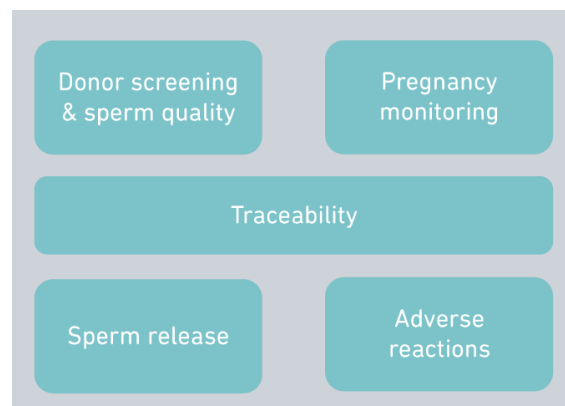 Donor screening
& sperm quality
Pregnancy
monitoring
Traceability
Sperm release
Adverse
reactions